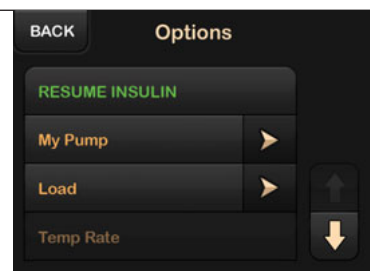 BACK
Options
RESUME INSULIN
My Pump
Load
Temp Rate